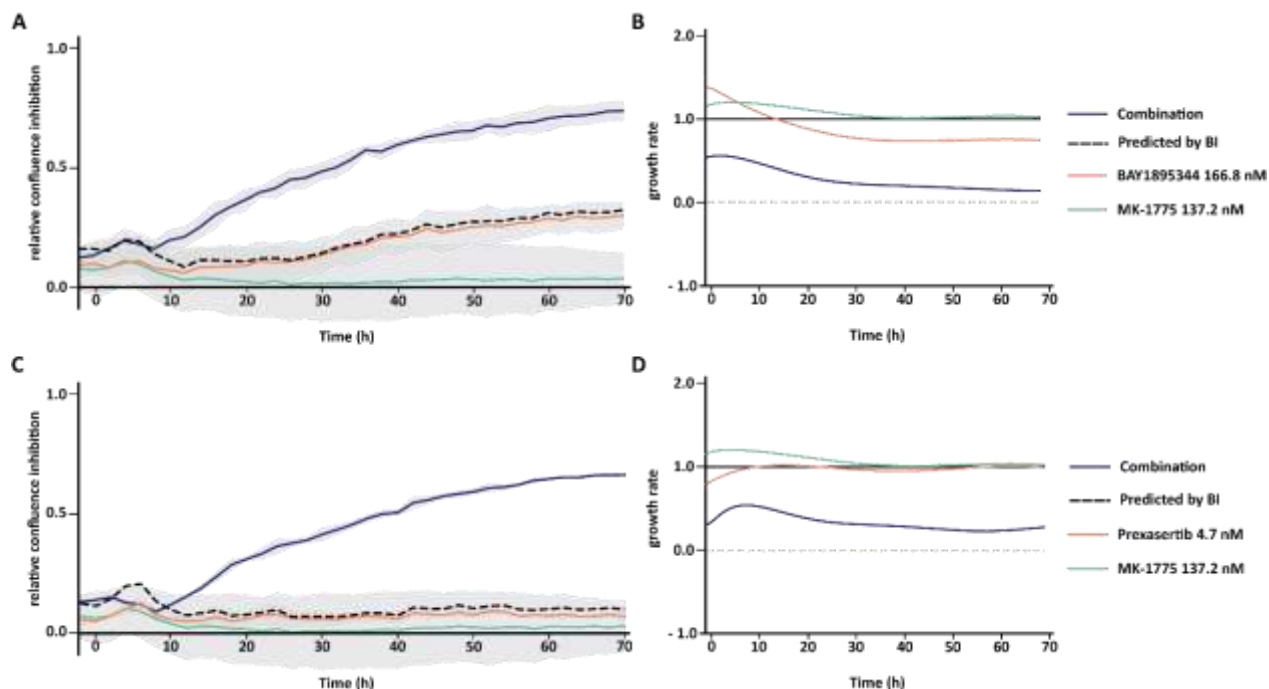 A
relative confluence inhibition
1.0
0.5
0.0
0 10 20 30 40 50 60 70
Time (h)
B
growth rate
2.0
1.0
0.0
- 1.0
0 10 20 30 40 50 60 70
Time (h)
Combination
Predicted by BI
BAY1895344 166.8 nM
MK-1775 137.2 nM
C
relative confluence inhibition
1.0
0.5
0.0
0 10 20 30 40 50 60 70
Time (h)
D
growth rate
2.0
1.0
0.0
- 1.0
0 10 20 30 40 50 60 70
Time (h)
Combination
Predicted by BI
Prexasertib 4.7 nM
MK-1775 137.2 nM